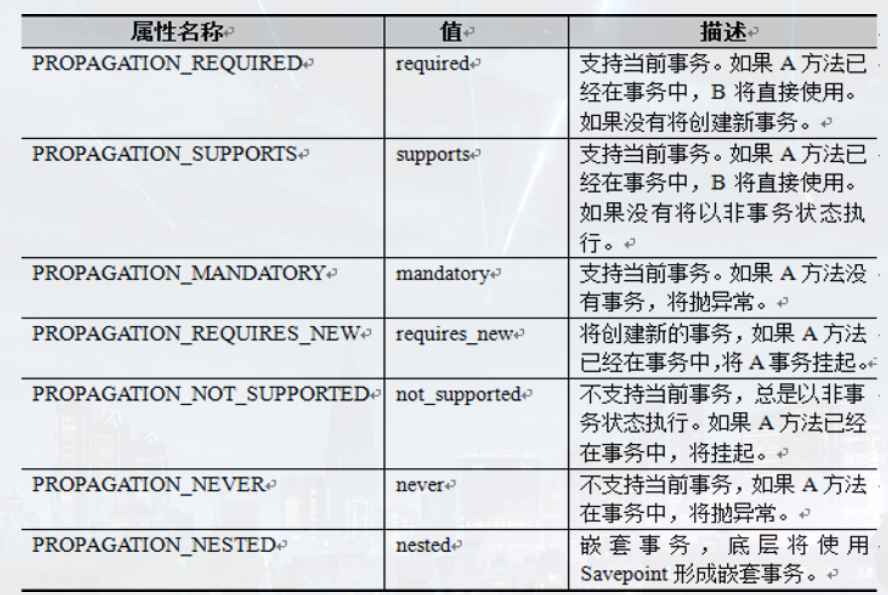 属性名称 值 描述
PROPAGATION_REQUIRED required 支持当前事务。如果 A 方法已
经在事务中，B 将直接使用。
如果没有将创建新事务。
PROPAGATION_SUPPORTS supports 支持当前事务。如果 A 方法已
经在事务中，B 将直接使用。
如果没有将以非事务状态执
行。
PROPAGATION_MANDATORY mandatory 支持当前事务。如果 A 方法没
有事务，将抛异常。
PROPAGATION_REQUIRES_NEW requires_new 将创建新的事务，如果 A 方法
已经在事务中，将 A 事务挂起。
PROPAGATION_NOT_SUPPORTED not_supported 不支持当前事务，总是以非事
务状态执行。如果 A 方法已经
在事务中，将挂起。
PROPAGATION_NEVER never 不支持当前事务，如果 A 方法
在事务中，将抛异常。
PROPAGATION_NESTED nested 嵌套事务，底层将使用
Savepoint 形成嵌套事务。